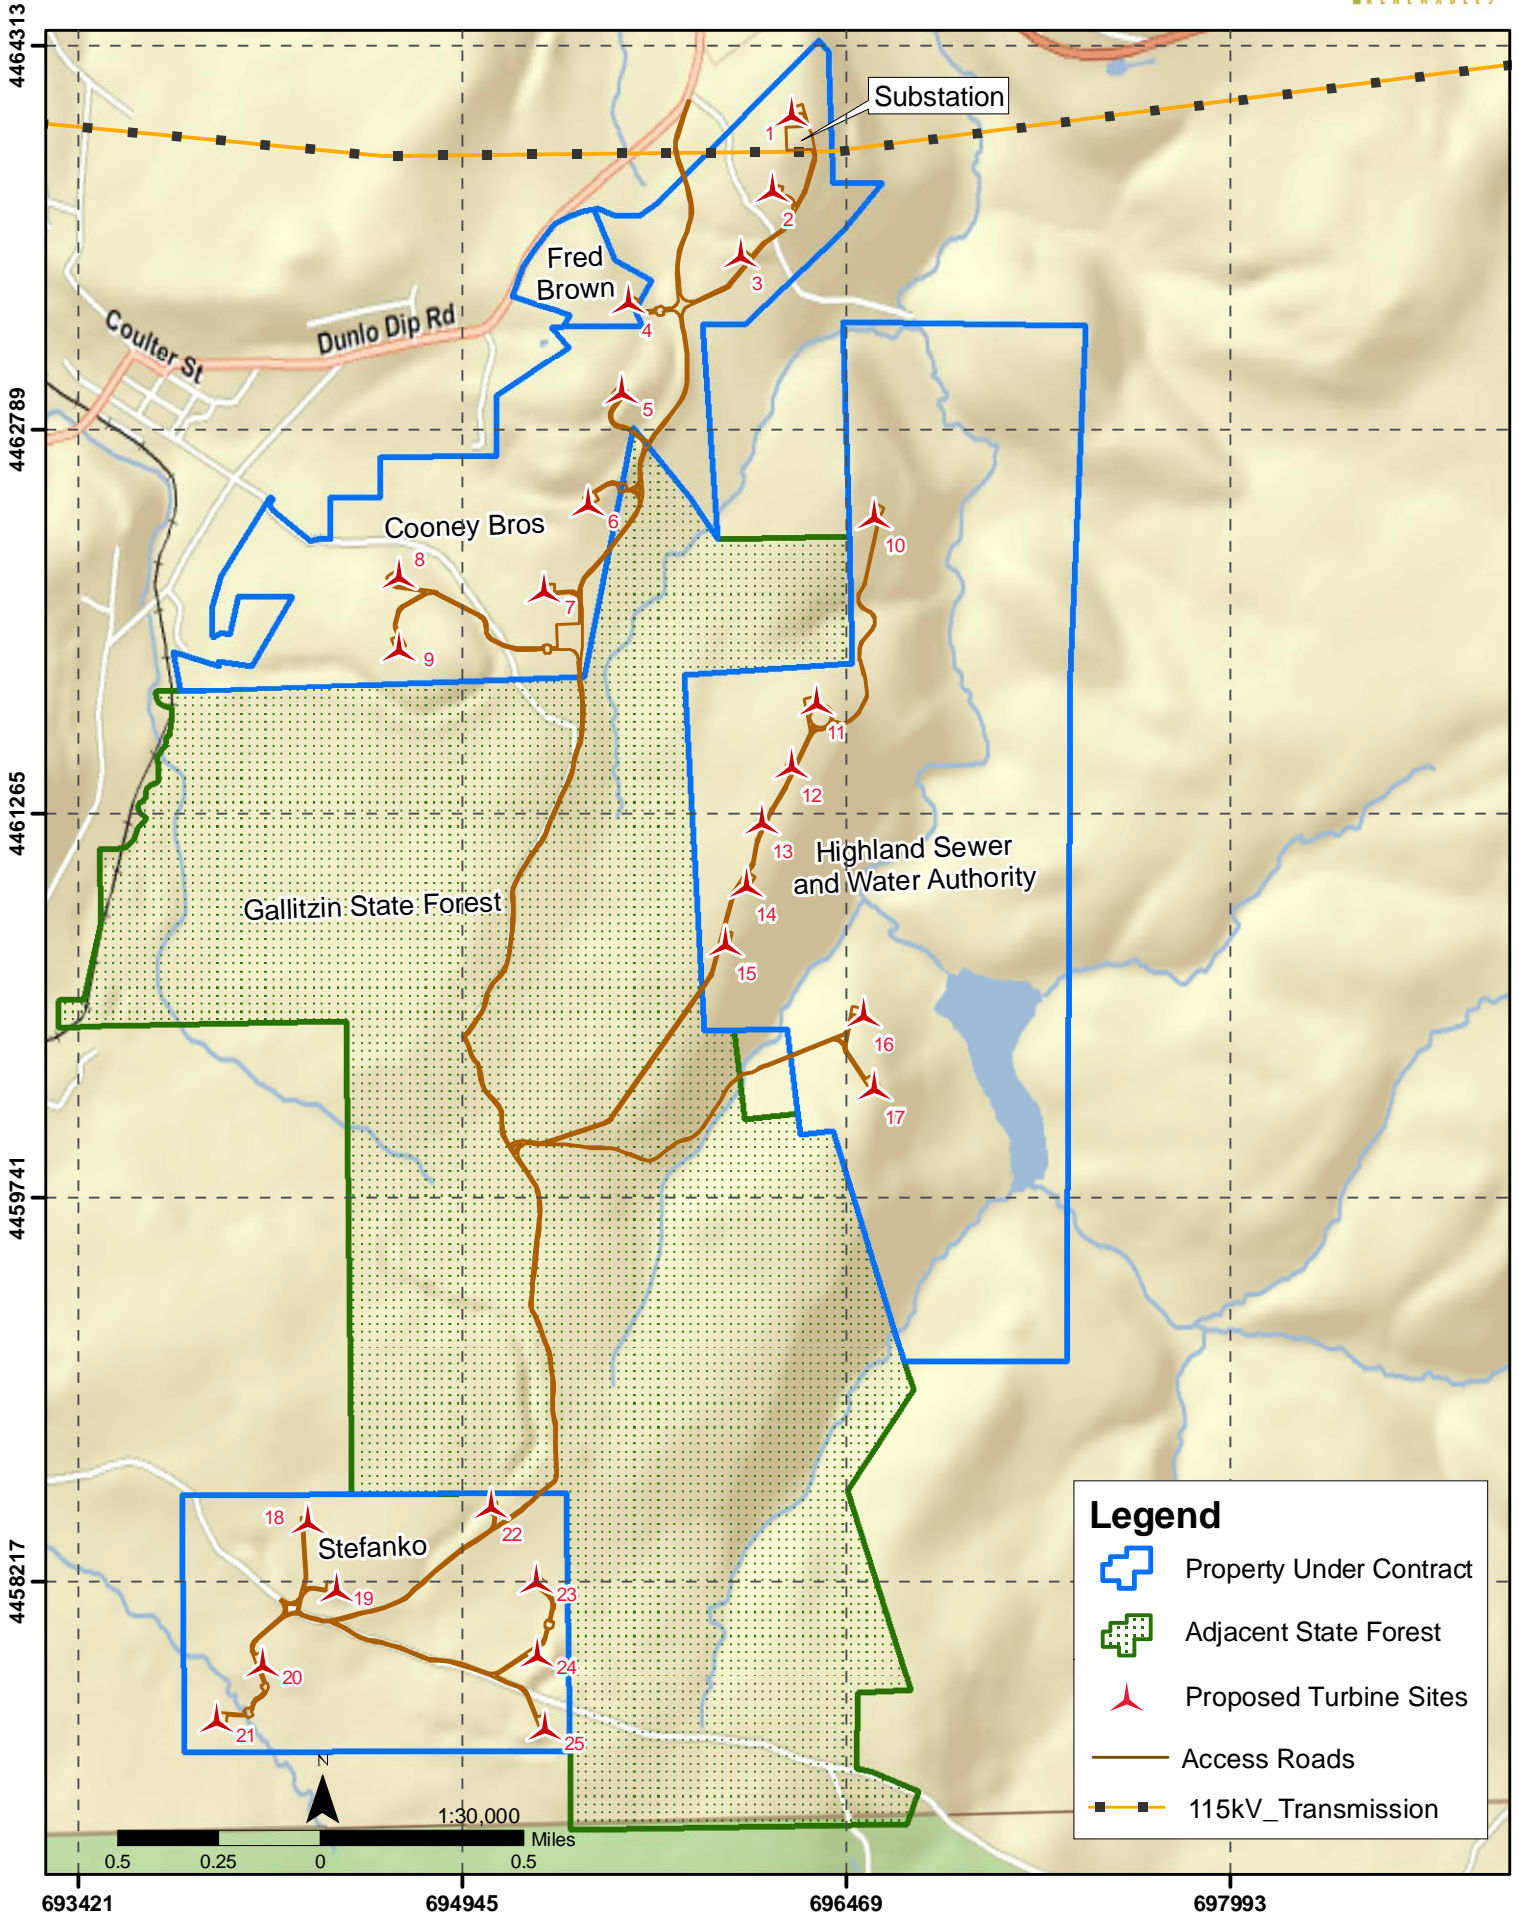 RENEWABLES
4464313
Substation
1
2
Fred
Brown
3
4
Coulter St
Dunlo Dip Rd
5
4462789
Cooney Bros
6
10
8
7
9
11
12
4461265
13
Highland Sewer
and Water Authority
Gallitzin State Forest
14
15
16
17
4459741
18
22
Stefanko
4458217
19
23
20
24
21
25
Legend
Property Under Contract
Adjacent State Forest
Proposed Turbine Sites
Access Roads
115kV_Transmission
N
1:30,000
Miles
0.5 0.25 0 0.5
693421 694945 696469 697993